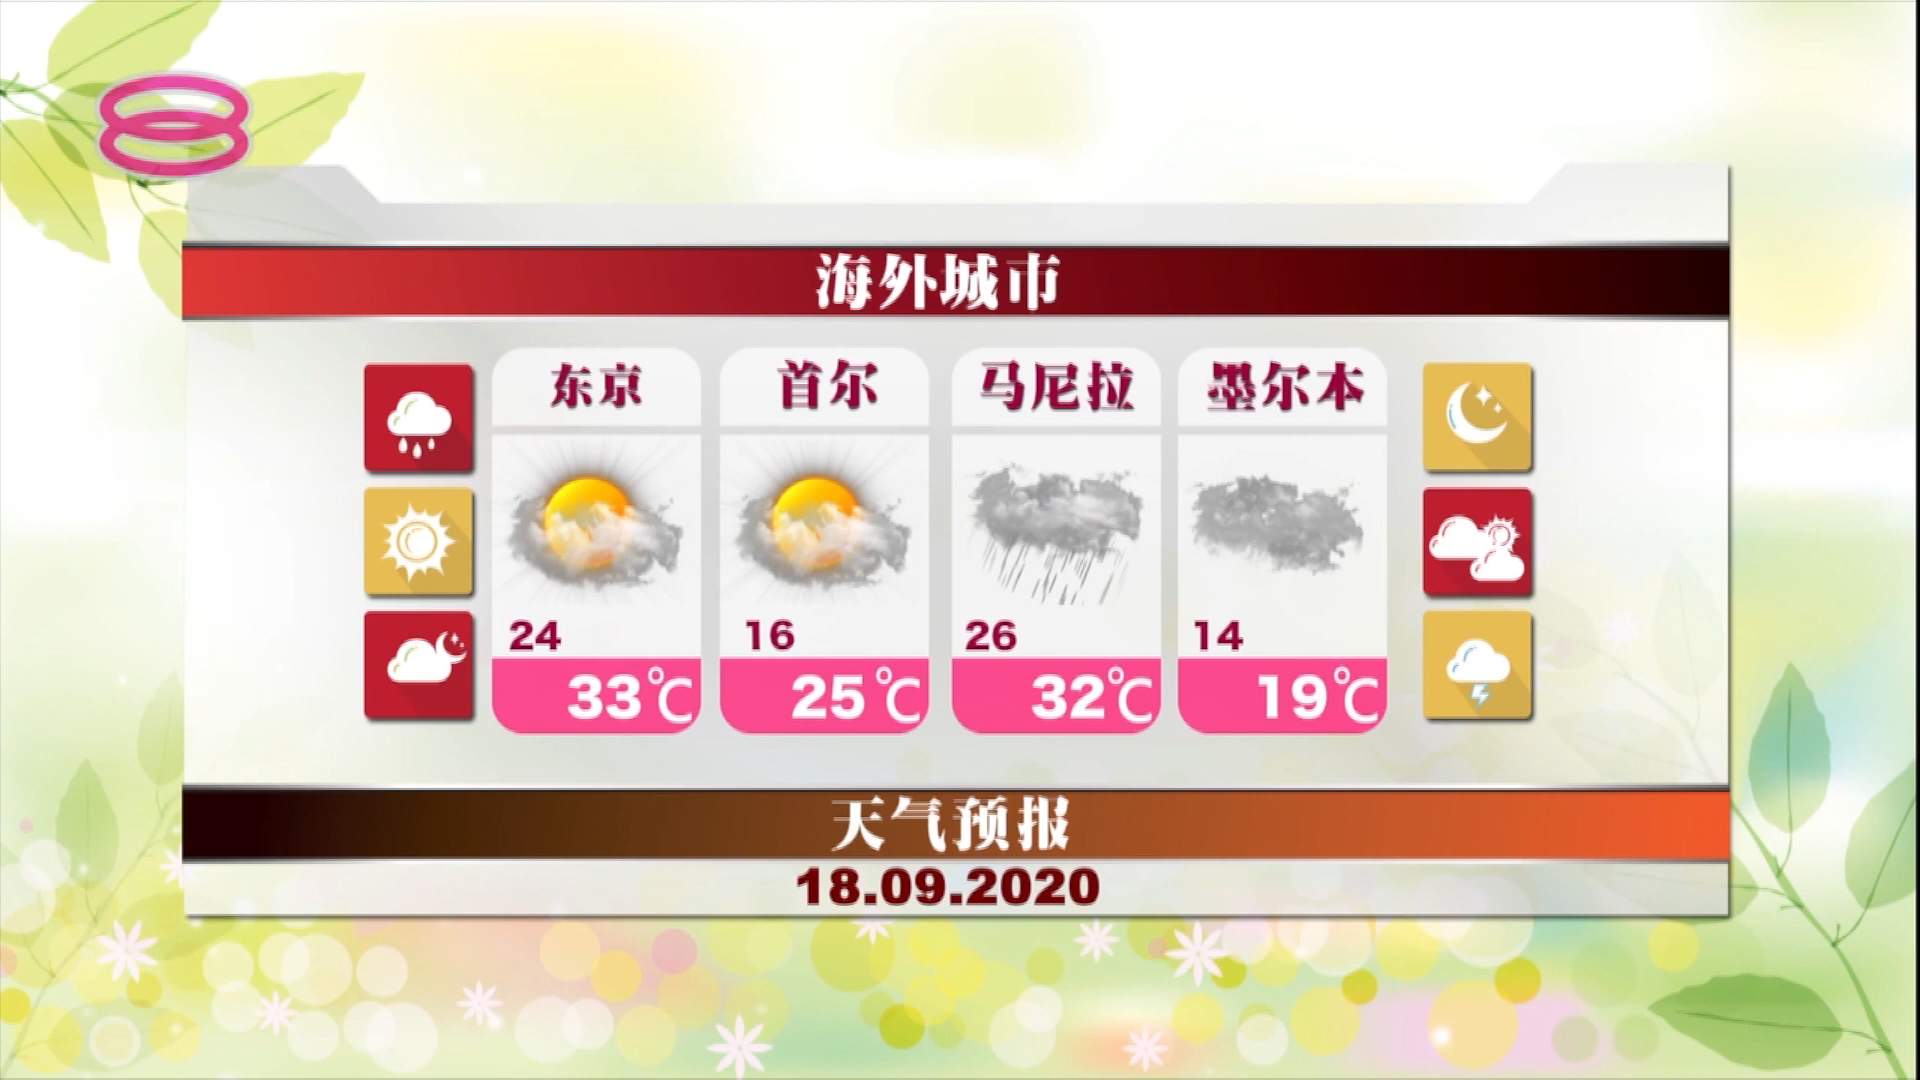 海外城市
东京 首尔 马尼拉 墨尔本
24 16 26 14
33℃ 25℃ 32℃ 19℃
天气预报
18.09.2020